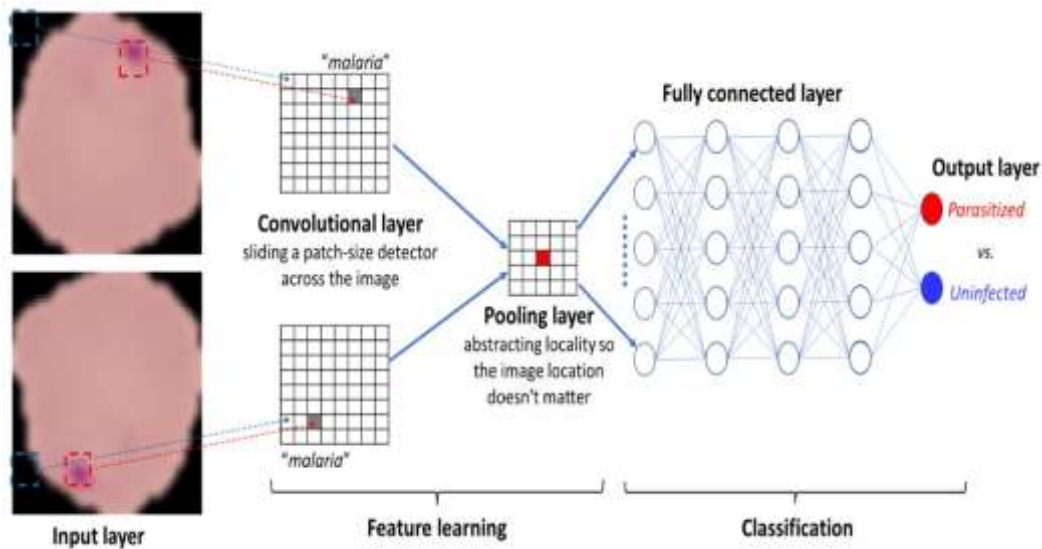 "malaria"
Convolutional layer
sliding a patch-size detector
across the image
"malaria"
Input layer
Pooling layer
abstracting locality so
the image location
doesn't matter
Feature learning
Fully connected layer
Output layer
Parasitized
vs.
Uninfected
Classification